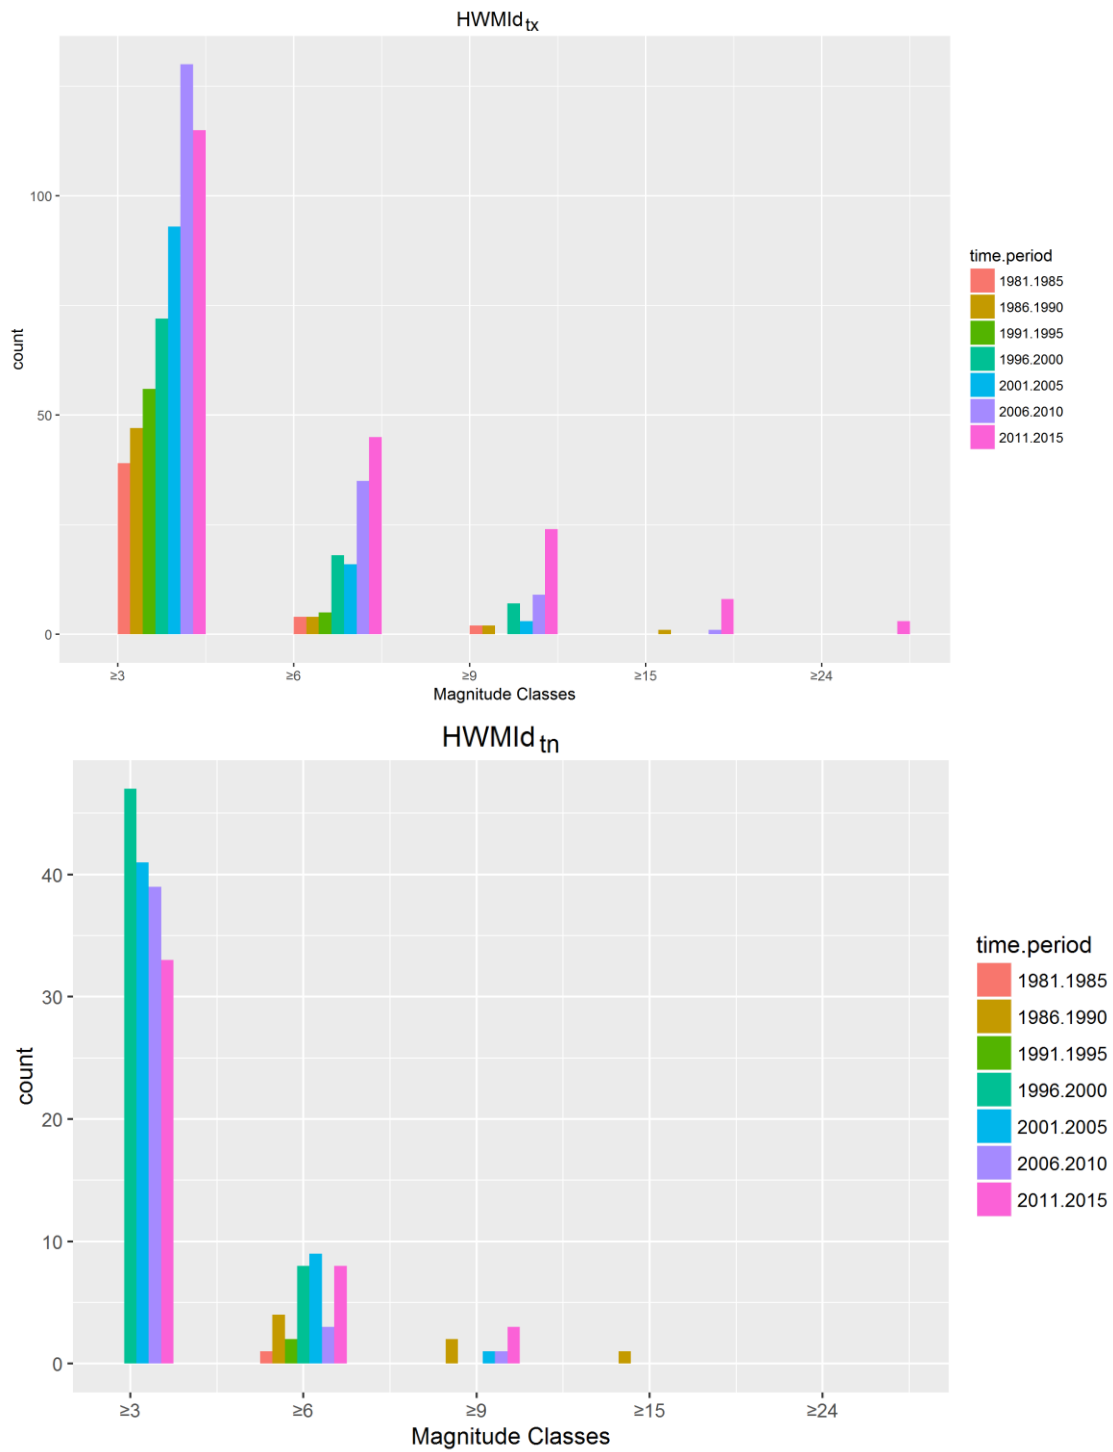 HWMId tx
100
50
0
count
≥3 ≥6 ≥9 ≥15 ≥24
Magnitude Classes
time.period
1981.1985
1986.1990
1991.1995
1996.2000
2001.2005
2006.2010
2011.2015
HWMId tn
40
30
20
10
0
count
≥3 ≥6 ≥9 ≥15 ≥24
Magnitude Classes
time.period
1981.1985
1986.1990
1991.1995
1996.2000
2001.2005
2006.2010
2011.2015